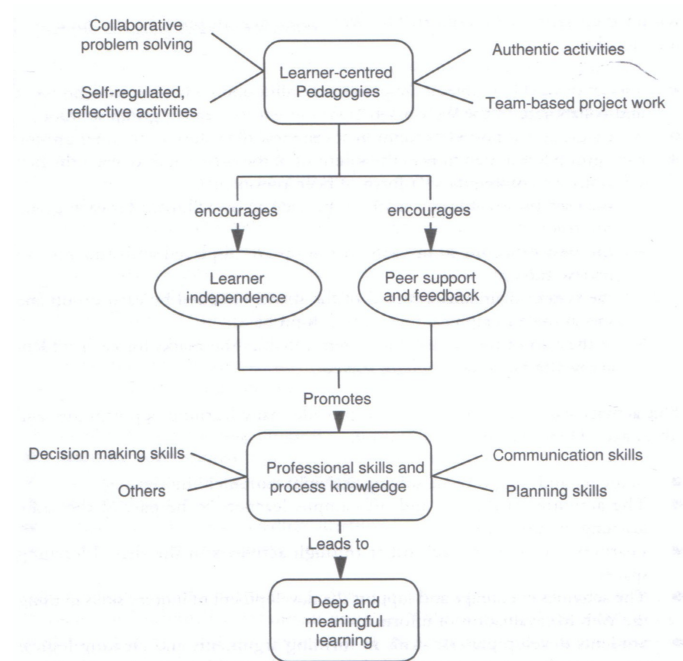 Collaborative
problem solving
Self-regulated,
reflective activities
Learner-centred
Pedagogies
Authentic activities
Team-based project work
encourages
encourages
Learner
independence
Peer support
and feedback
Promotes
Decision making skills
Others
Professional skills and
process knowledge
Communication skills
Planning skills
Leads to
Deep and
meaningful
learning